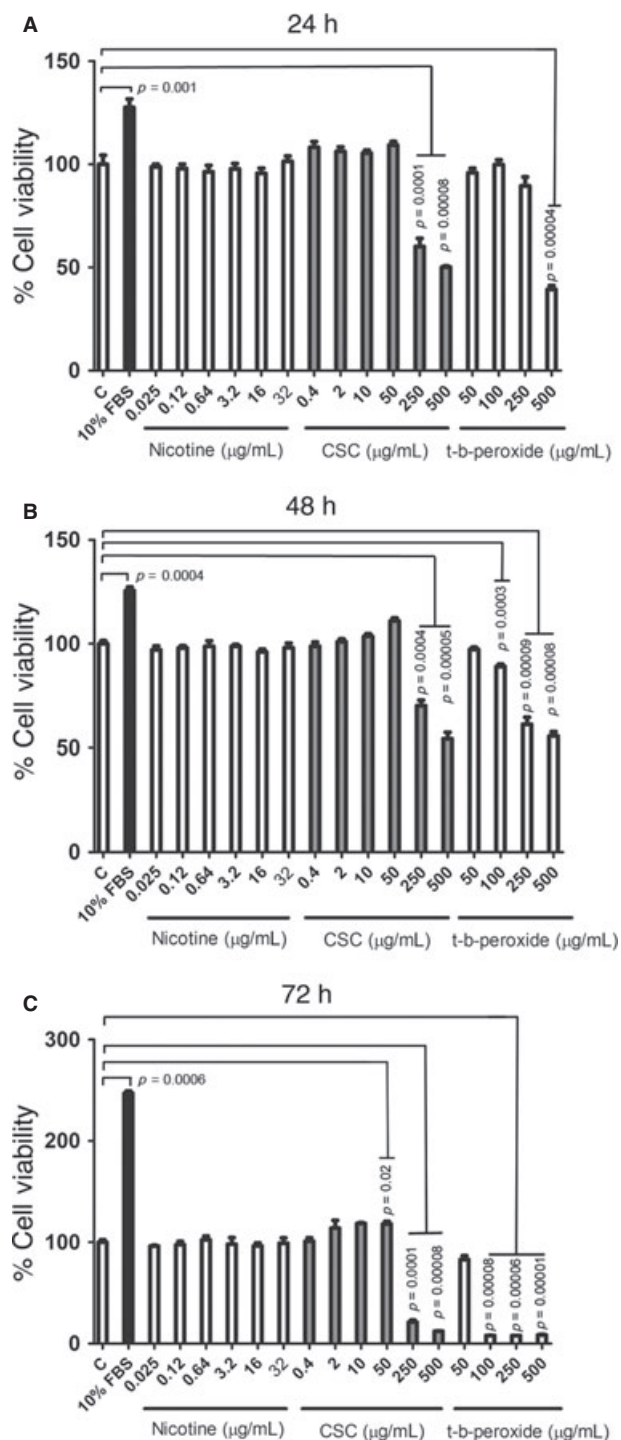 A
24 h
% Cell viability
150
100
50
0
p = 0.001
p = 0.0001
p = 0.00008
p = 0.00004
C
10% FBS
0.025
0.12
0.64
3.2
16
32
0.4
2
10
50
250
500
50
100
250
500
Nicotine (µg/mL)
CSC (µg/mL)
t-b-peroxide (µg/mL)
B
48 h
% Cell viability
150
100
50
0
p = 0.0004
p = 0.0004
p = 0.00005
p = 0.0003
p = 0.00009
p = 0.00008
C
10% FBS
0.025
0.12
0.64
3.2
16
32
0.4
2
10
50
250
500
50
100
250
500
Nicotine (µg/mL)
CSC (µg/mL)
t-b-peroxide (µg/mL)
C
72 h
% Cell viability
300
200
100
0
p = 0.0006
p = 0.02
p = 0.0001
p = 0.00008
p = 0.00008
p = 0.00006
p = 0.00001
C
10% FBS
0.025
0.12
0.64
3.2
16
32
0.4
2
10
50
250
500
50
100
250
500
Nicotine (µg/mL)
CSC (µg/mL)
t-b-peroxide (µg/mL)